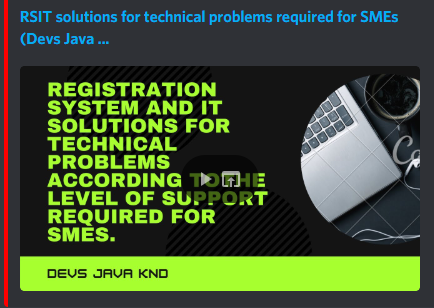 RSIT solutions for technical problems required for SMEs
(Devs Java ...
REGISTRATION
SYSTEM AND IT
SOLUTIONS FOR
TECHNICAL
PROBLEMS
ACCORDING TO THE
LEVEL OF SUPPORT
REQUIRED FOR
SMES.
DEVS JAVA KND